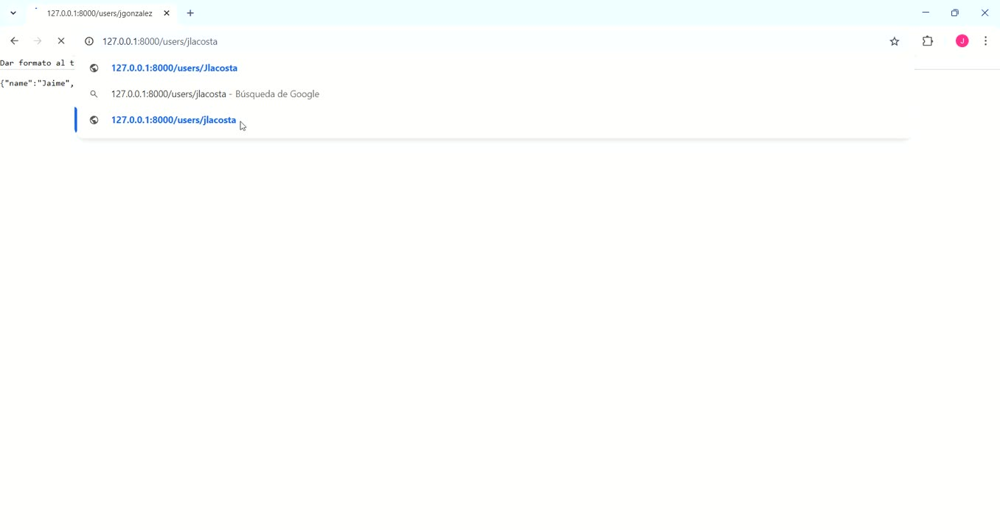 127.0.0.1:8000/users/jgonzalez
127.0.0.1:8000/users/jlacosta
Dar formato al t
127.0.0.1:8000/users/Jlacosta
{"name":"Jaime",
127.0.0.1:8000/users/jlacosta - Búsqueda de Google
127.0.0.1:8000/users/jlacosta
J